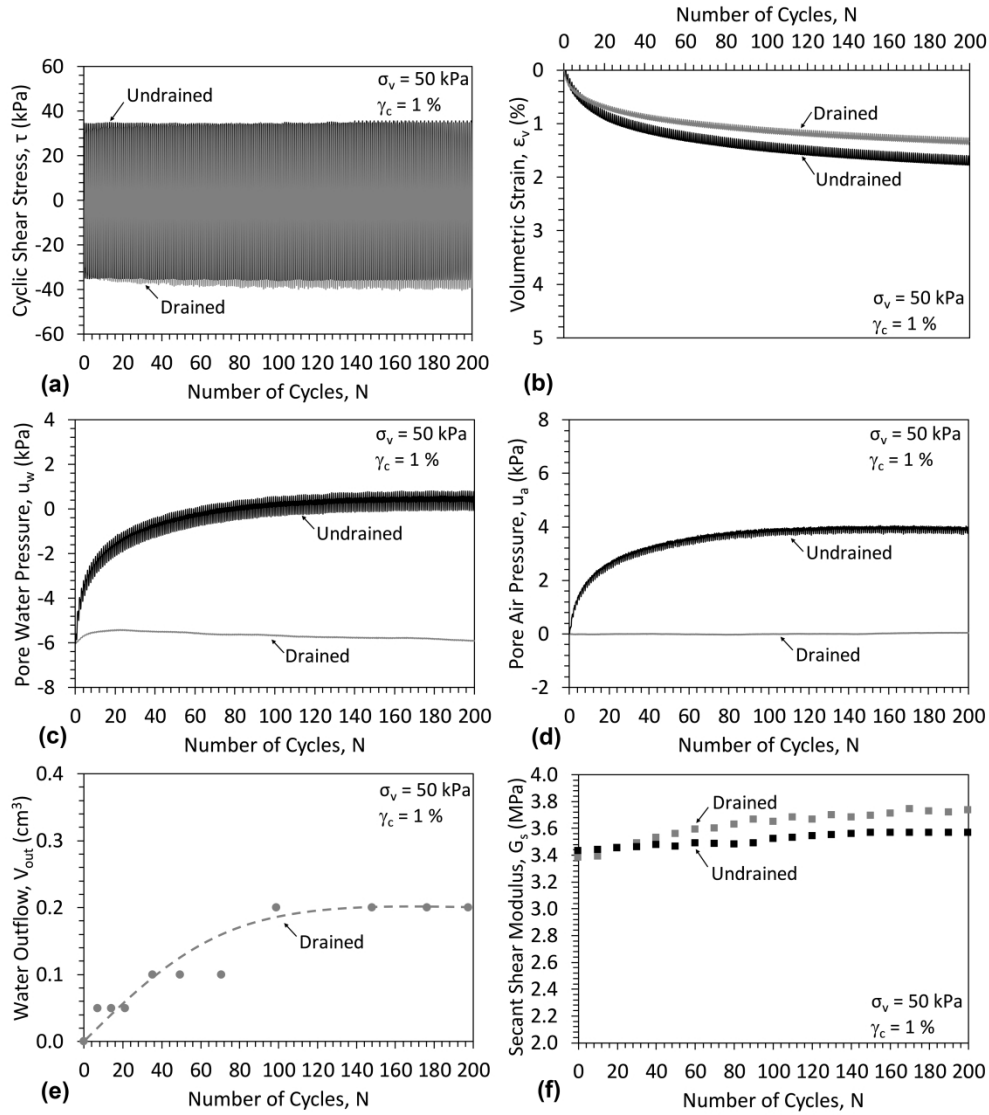 60
40
20
0
-20
-40
-60
Cyclic Shear Stress, τ (kPa)
σv = 50 kPa
γc = 1 %
Undrained
Drained
0 20 40 60 80 100 120 140 160 180 200
Number of Cycles, N
(a)
Number of Cycles, N
0 20 40 60 80 100 120 140 160 180 200
0
1
2
3
4
5
Volumetric Strain, εv (%)
Drained
Undrained
σv = 50 kPa
γc = 1 %
(b)
4
2
0
-2
-4
-6
-8
Pore Water Pressure, uw (kPa)
σv = 50 kPa
γc = 1 %
Undrained
Drained
0 20 40 60 80 100 120 140 160 180 200
Number of Cycles, N
(c)
8
6
4
2
0
-2
Pore Air Pressure, ua (kPa)
σv = 50 kPa
γc = 1 %
Undrained
Drained
0 20 40 60 80 100 120 140 160 180 200
Number of Cycles, N
(d)
0.4
0.3
0.2
0.1
0.0
Water Outflow, Vout (cm³)
σv = 50 kPa
γc = 1 %
Drained
0 20 40 60 80 100 120 140 160 180 200
Number of Cycles, N
(e)
4.0
3.8
3.6
3.4
3.2
3.0
2.8
2.6
2.4
2.2
2.0
Secant Shear Modulus, Gs (MPa)
Drained
Undrained
σv = 50 kPa
γc = 1 %
0 20 40 60 80 100 120 140 160 180 200
Number of Cycles, N
(f)